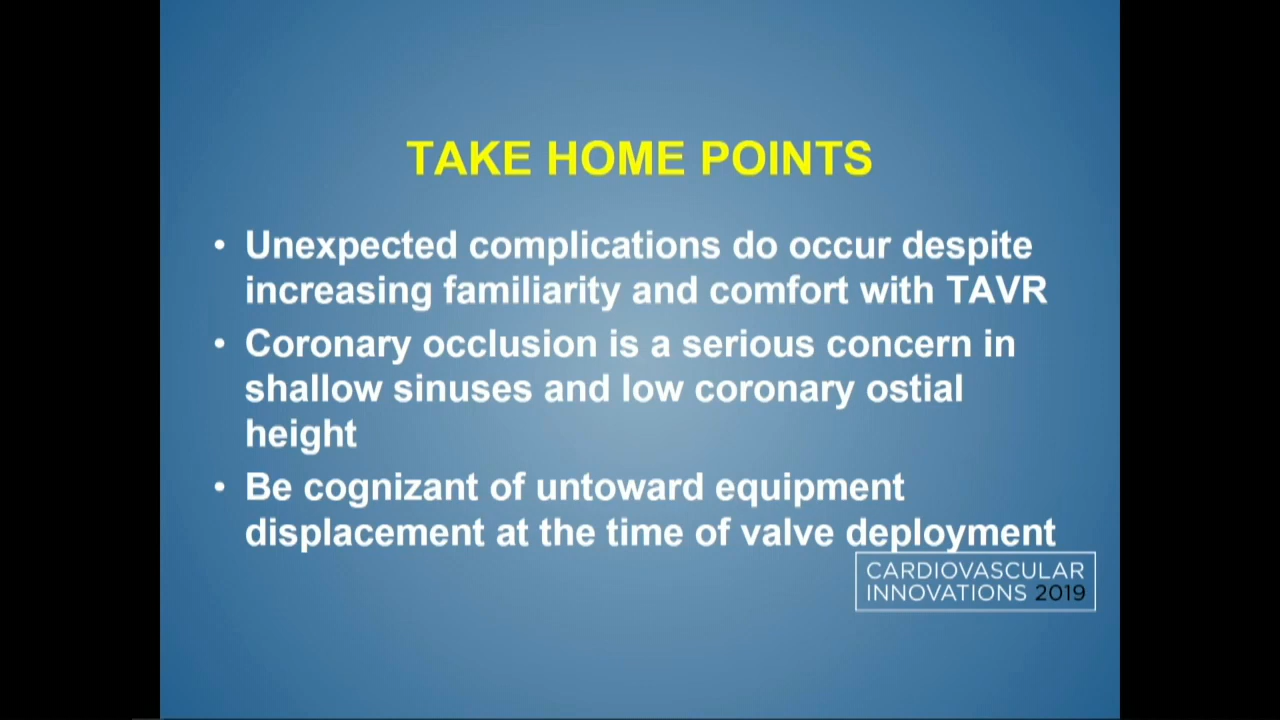 TAKE HOME POINTS
• Unexpected complications do occur despite
increasing familiarity and comfort with TAVR
• Coronary occlusion is a serious concern in
shallow sinuses and low coronary ostial
height
• Be cognizant of untoward equipment
displacement at the time of valve deployment
CARDIOVASCULAR
INNOVATIONS 2019